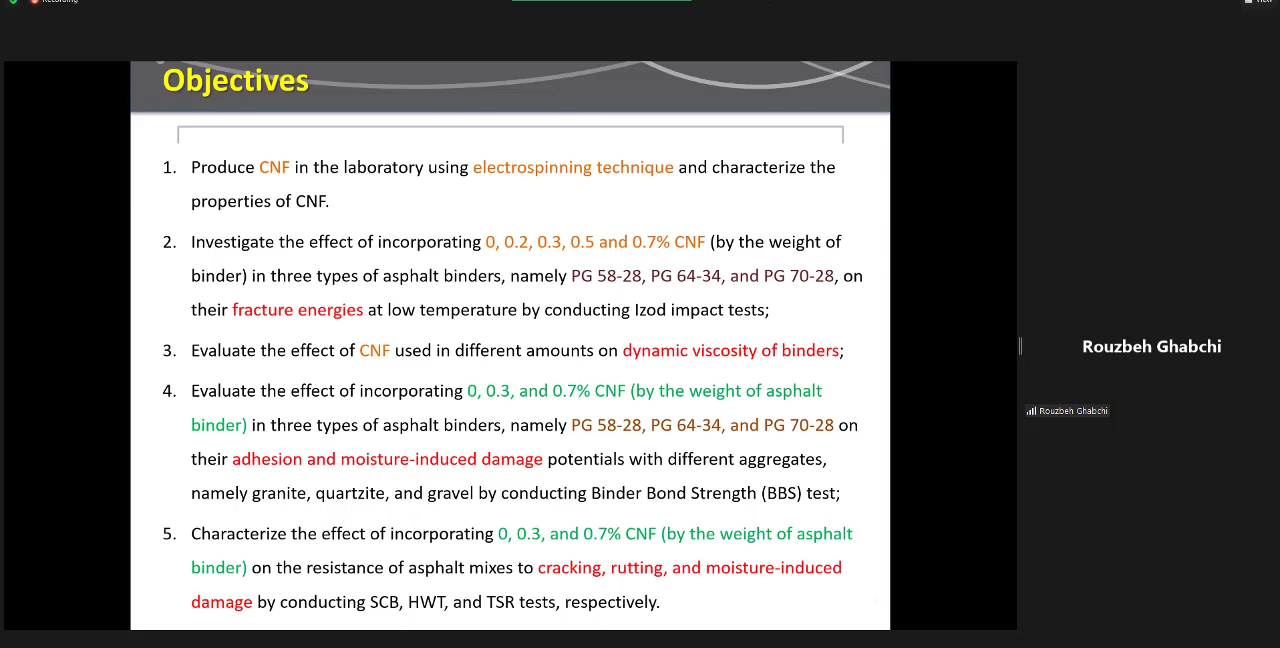 Recording
View
Objectives
1. Produce CNF in the laboratory using electrospinning technique and characterize the
properties of CNF.
2. Investigate the effect of incorporating 0, 0.2, 0.3, 0.5 and 0.7% CNF (by the weight of
binder) in three types of asphalt binders, namely PG 58-28, PG 64-34, and PG 70-28, on
their fracture energies at low temperature by conducting Izod impact tests;
3. Evaluate the effect of CNF used in different amounts on dynamic viscosity of binders;
4. Evaluate the effect of incorporating 0, 0.3, and 0.7% CNF (by the weight of asphalt
binder) in three types of asphalt binders, namely PG 58-28, PG 64-34, and PG 70-28 on
their adhesion and moisture-induced damage potentials with different aggregates,
namely granite, quartzite, and gravel by conducting Binder Bond Strength (BBS) test;
5. Characterize the effect of incorporating 0, 0.3, and 0.7% CNF (by the weight of asphalt
binder) on the resistance of asphalt mixes to cracking, rutting, and moisture-induced
damage by conducting SCB, HWT, and TSR tests, respectively.
Rouzbeh Ghabchi
Rouzbeh Ghabchi